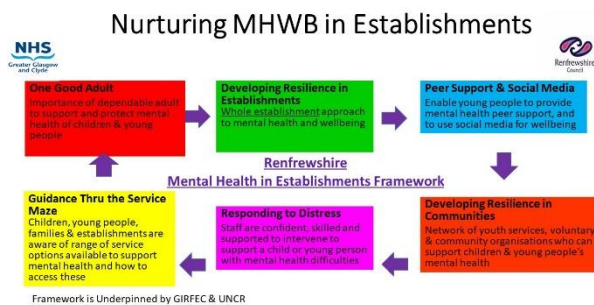 Nurturing MHWB in Establishments
NHS
Greater Glasgow
and Clyde
Renfrewshire
Council
One Good Adult
Importance of dependable adult
to support and protect mental
health of children & young
people
Developing Resilience in
Establishments
Whole establishment approach
to mental health and wellbeing
Peer Support & Social Media
Enable young people to provide
mental health peer support, and
to use social media for wellbeing
Renfrewshire
Mental Health in Establishments Framework
Guidance Thru the Service
Maze
Children, young people,
families & establishments are
aware of range of service
options available to support
mental health and how to
access these
Responding to Distress
Staff are confident, skilled and
supported to intervene to
support a child or young person
with mental health difficulties
Developing Resilience in
Communities
Network of youth services, voluntary
& community organisations who can
support children & young people's
mental health
Framework is Underpinned by GIRFEC & UNCR